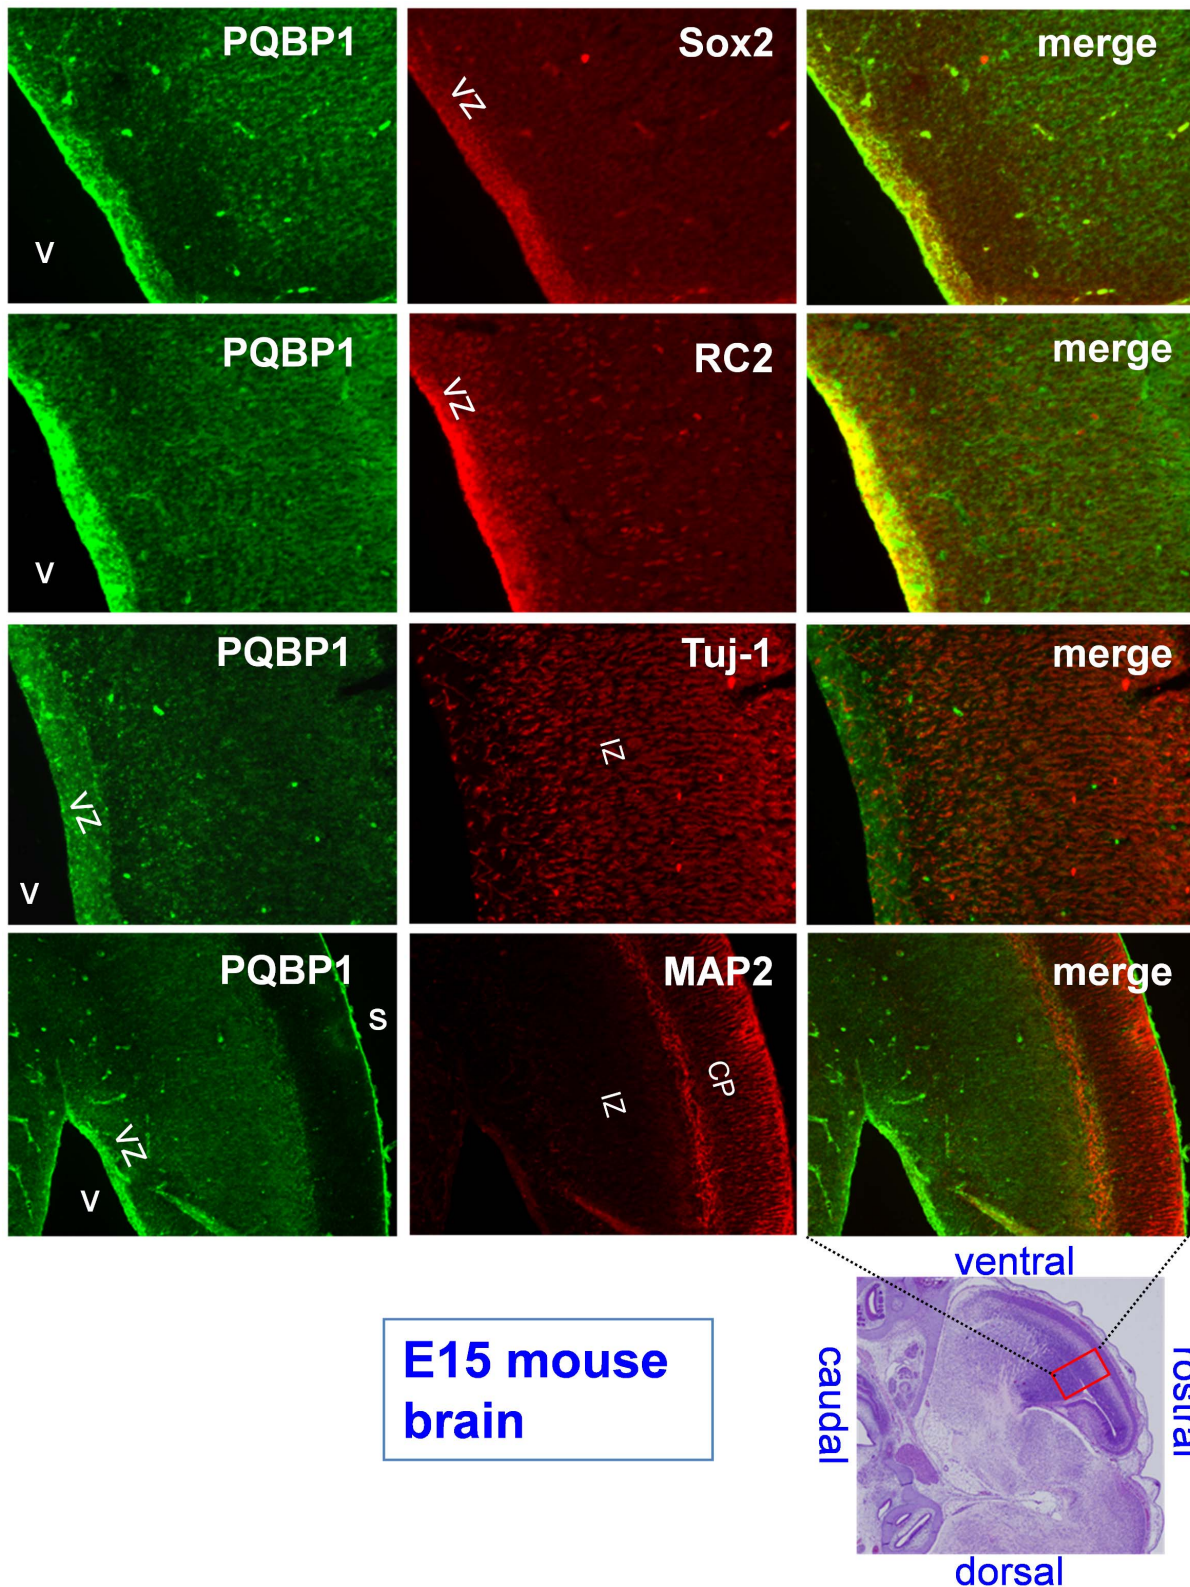 PQBP1
Sox2
merge
VZ
V
PQBP1
RC2
merge
VZ
V
PQBP1
Tuj-1
merge
IZ
VZ
V
PQBP1
MAP2
merge
S
CP
IZ
VZ
V
ventral
E15 mouse
brain
caudal
rostral
dorsal